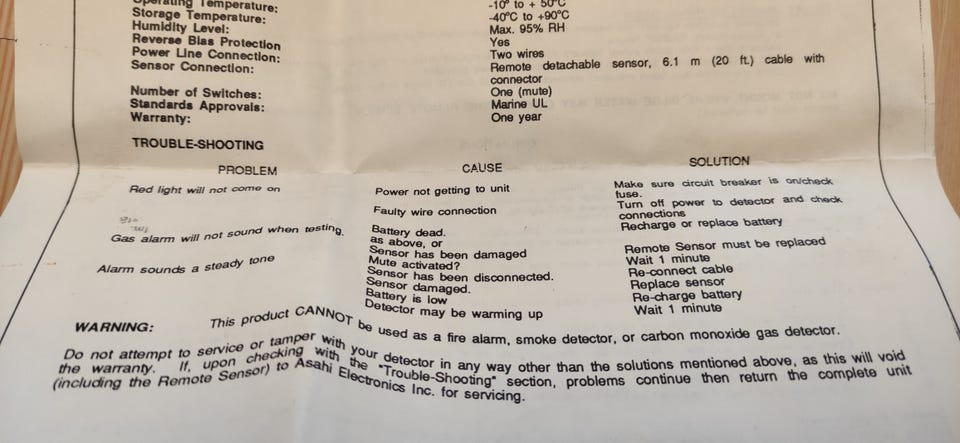 Operating Temperature: -10° to + 50°C
Storage Temperature: -40°C to +90°C
Humidity Level: Max. 95% RH
Reverse Bias Protection Yes
Power Line Connection: Two wires
Sensor Connection: Remote detachable sensor, 6.1 m (20 ft.) cable with
connector
Number of Switches: One (mute)
Standards Approvals: Marine UL
Warranty: One year
TROUBLE-SHOOTING
PROBLEM CAUSE SOLUTION
Red light will not come on Power not getting to unit Make sure circuit breaker is on/check
fuse.
Faulty wire connection Turn off power to detector and check
connections
Battery dead. Recharge or replace battery
Gas alarm will not sound when testing. as above, or
Sensor has been damaged Remote Sensor must be replaced
Mute activated? Wait 1 minute
Alarm sounds a steady tone Sensor has been disconnected. Re-connect cable
Sensor damaged. Replace sensor
Battery is low Re-charge battery
Detector may be warming up Wait 1 minute
WARNING: This product CANNOT be used as a fire alarm, smoke detector, or carbon monoxide gas detector.
Do not attempt to service or tamper with your detector in any way other than the solutions mentioned above, as this will void
the warranty. If, upon checking with the "Trouble-Shooting" section, problems continue then return the complete unit
(including the Remote Sensor) to Asahi Electronics Inc. for servicing.